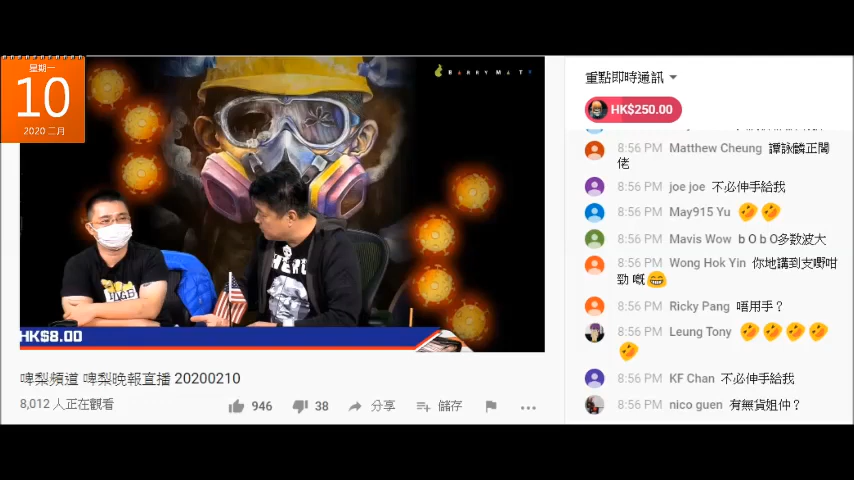 星期一
10
2020 二月
BARRYMA T
HK$8.00
啤梨頻道 啤梨晚報直播 20200210
8,012 人正在觀看
946
38
分享
儲存
重點即時通訊
HK$250.00
8:56 PM Matthew Cheung 譚詠麟正閪
佬
8:56 PM joe joe 不必伸手給我
8:56 PM May915 Yu
8:56 PM Mavis Wow b O b O多数波大
8:56 PM Wong Hok Yin 你地講到支嘢咁
勁 嘅
8:56 PM Ricky Pang 唔用手？
8:56 PM Leung Tony
8:56 PM KF Chan 不必伸手給我
8:56 PM nico guen 有無貨姐仲？